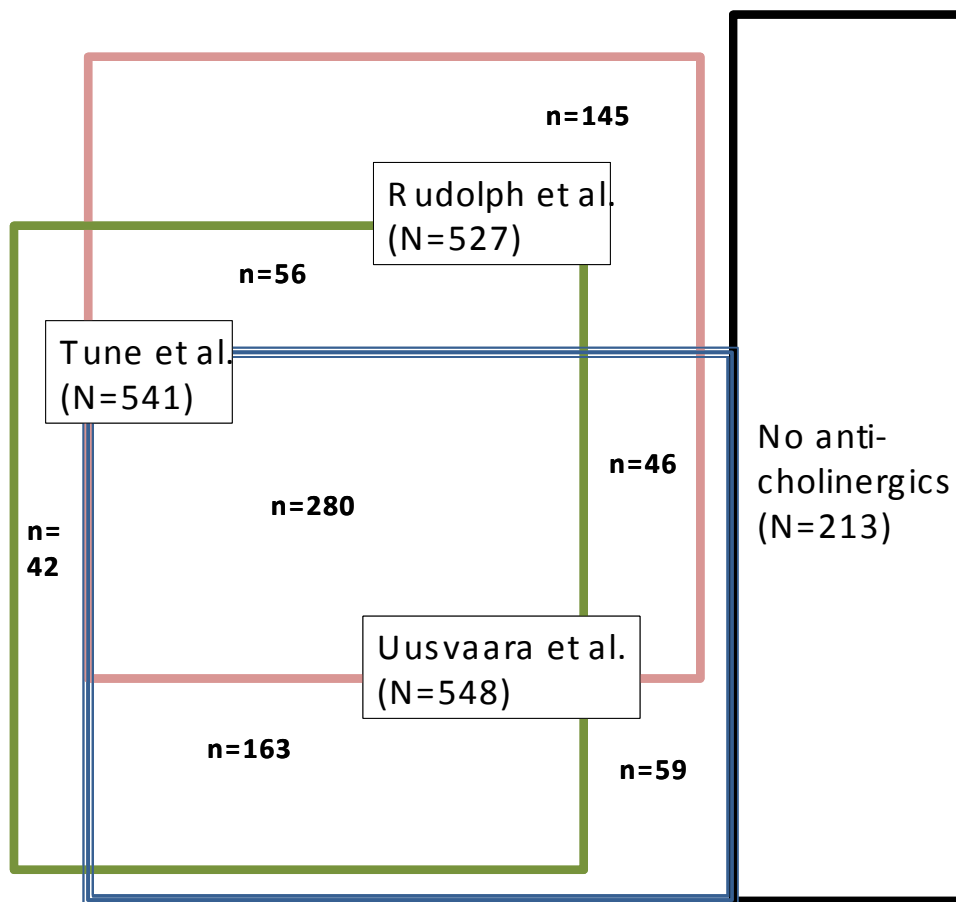 n=145
Rudolph et al.
(N=527)
n=56
Tune et al.
(N=541)
No anti-
cholinergics
(N=213)
n=46
n=280
n=
42
Uusvaara et al.
(N=548)
n=163
n=59